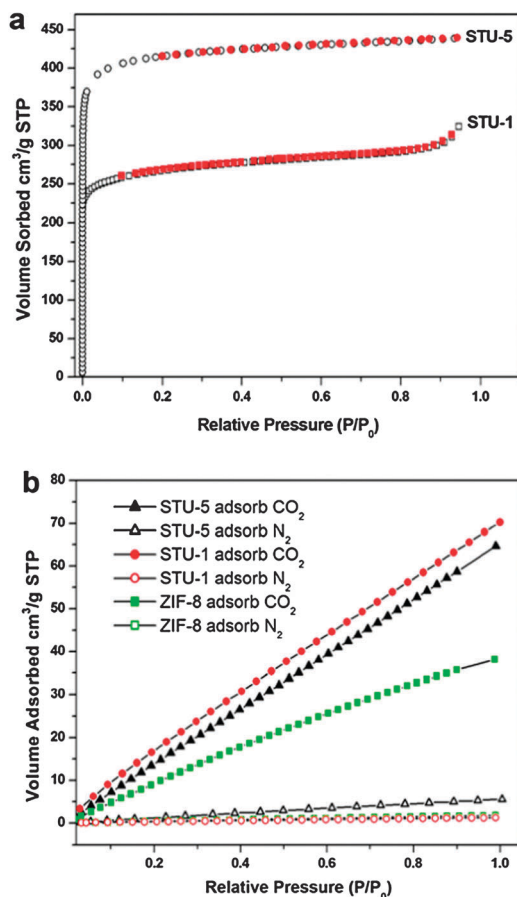 a
450
400
350
300
250
200
150
100
50
0
Volume Sorbed cm³/g STP
STU-5
STU-1
0.0 0.2 0.4 0.6 0.8 1.0
Relative Pressure (P/P₀)
b
80
70
60
50
40
30
20
10
0
Volume Adsorbed cm³/g STP
STU-5 adsorb CO₂
STU-5 adsorb N₂
STU-1 adsorb CO₂
STU-1 adsorb N₂
ZIF-8 adsorb CO₂
ZIF-8 adsorb N₂
0.2 0.4 0.6 0.8 1.0
Relative Pressure (P/P₀)